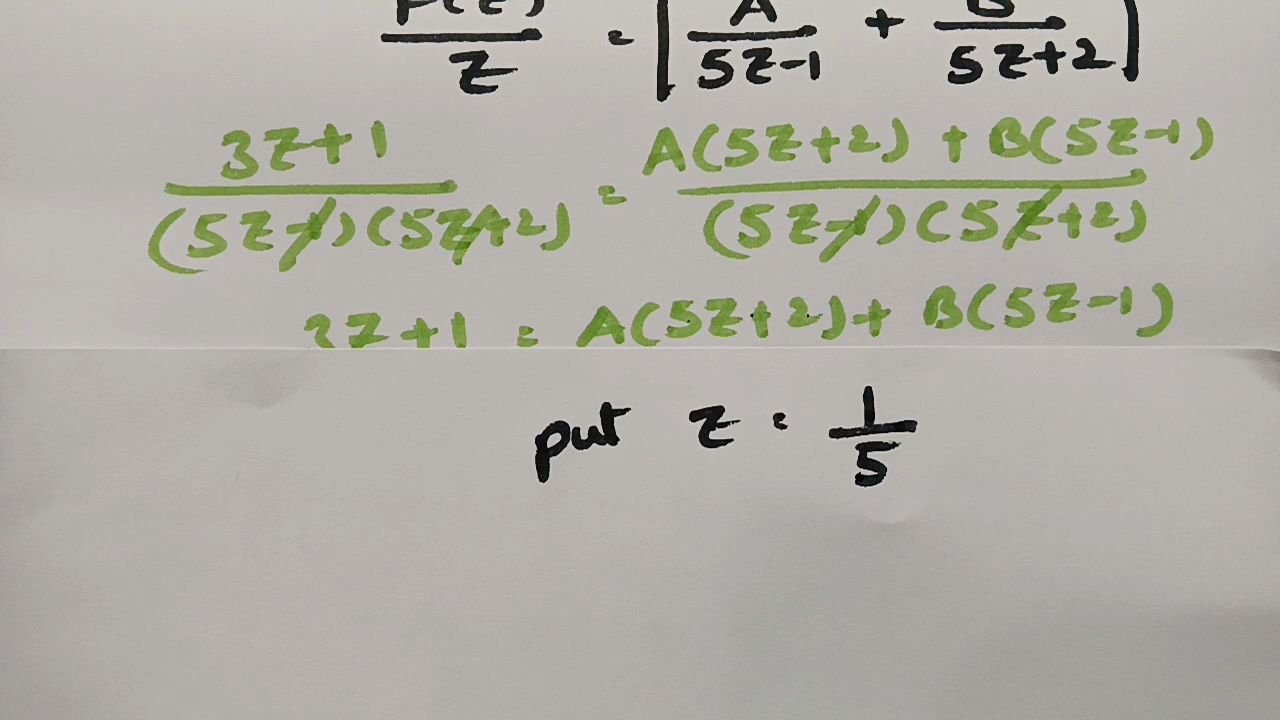 F(z)/z = [A/5z-1 + B/5z+2]
3z+1/(5z-1)(5z+2) = A(5z+2) + B(5z-1)/(5z-1)(5z+2)
3z+1 = A(5z+2)+ B(5z-1)
put z = 1/5